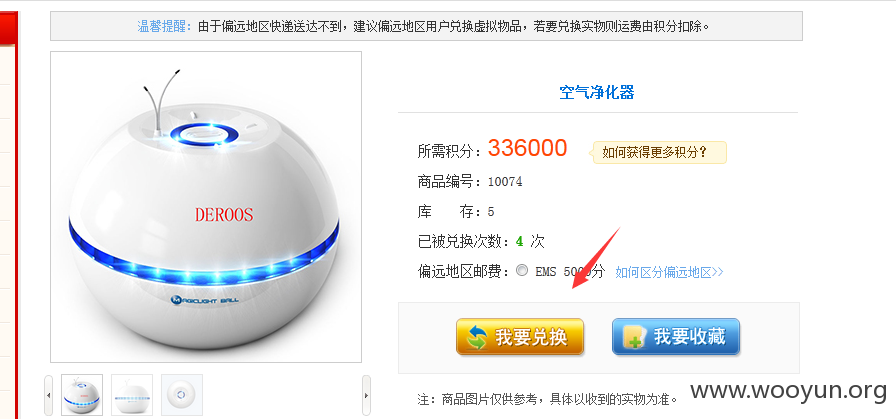 温馨提醒：由于偏远地区快递送达不到，建议偏远地区用户兑换虚拟物品，若要兑换实物则运费由积分扣除。
空气净化器
所需积分：336000 如何获得更多积分？
商品编号：10074
库 存：5
已被兑换次数：4 次
偏远地区邮费： EMS 5000分 如何区分偏远地区>>
DEROOS
MAGICLIGHT BALL
我要兑换 我要收藏
注：商品图片仅供参考，具体以收到的实物为准。
www.wooyun.org